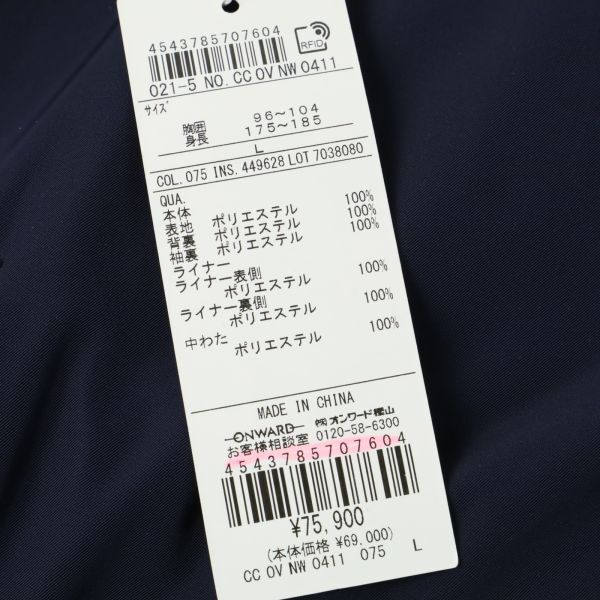 4543785707604
RFID
021-5 NO. CC OV NW 0411
サイズ
胸囲 96～104
身長 175～185
L
COL. 075 INS. 449628 LOT 7038080
QUA.
本体
表地 ポリエステル 100%
背裏 ポリエステル 100%
袖裏 ポリエステル 100%
ライナー
ライナー表側
ポリエステル 100%
ライナー裏側
ポリエステル 100%
中わた
ポリエステル 100%
MADE IN CHINA
ONWARD ㈱オンワード樫山
お客様相談室 0120-58-6300
4543785707604
¥75,900
(本体価格 ¥69,000)
CC OV NW 0411 075 L